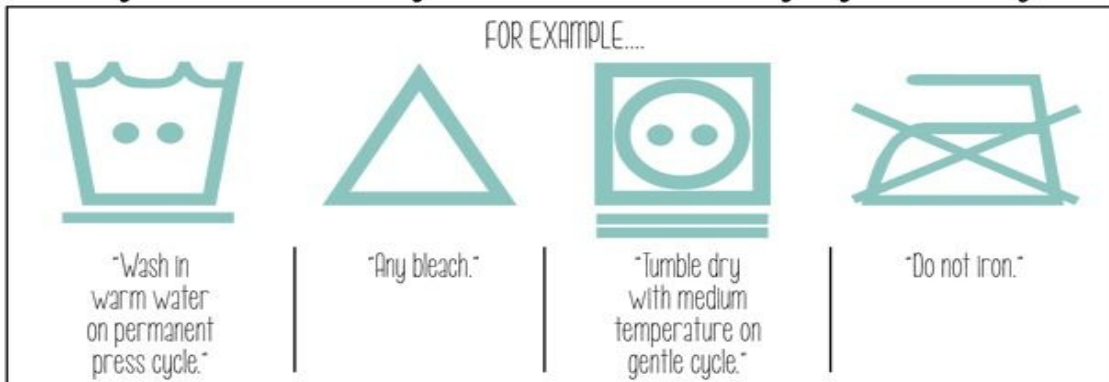 FOR EXAMPLE....
"Wash in
warm water
on permanent
press cycle."
"Any bleach."
"Tumble dry
with medium
temperature on
gentle cycle."
"Do not iron."